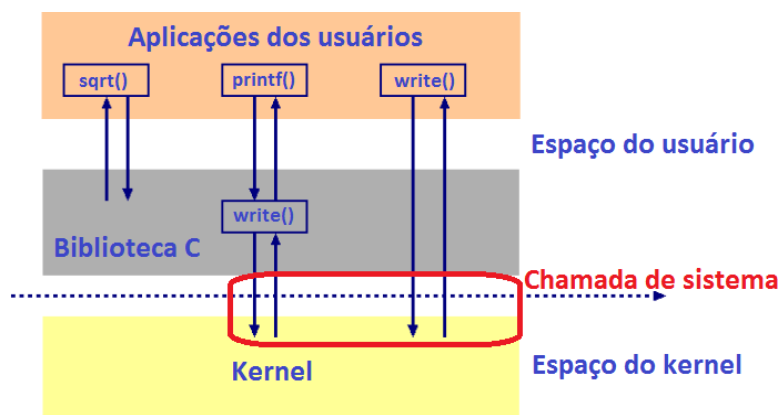 Aplicações dos usuários
sqrt()
printf()
write()
Espaço do usuário
write()
Biblioteca C
Chamada de sistema
Kernel
Espaço do kernel